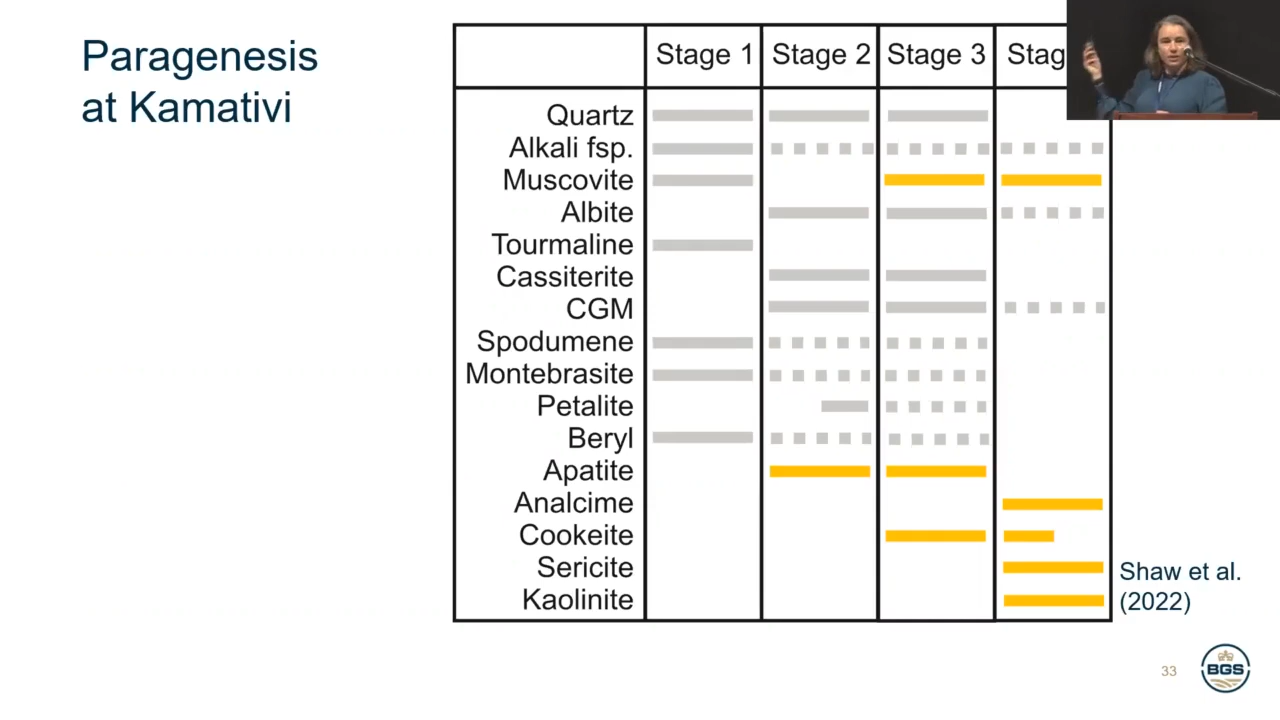 Paragenesis
at Kamativi
Stage 1 Stage 2 Stage 3 Stag
Quartz
Alkali fsp.
Muscovite
Albite
Tourmaline
Cassiterite
CGM
Spodumene
Montebrasite
Petalite
Beryl
Apatite
Analcime
Cookeite
Sericite
Kaolinite
Shaw et al.
(2022)
33
BGS